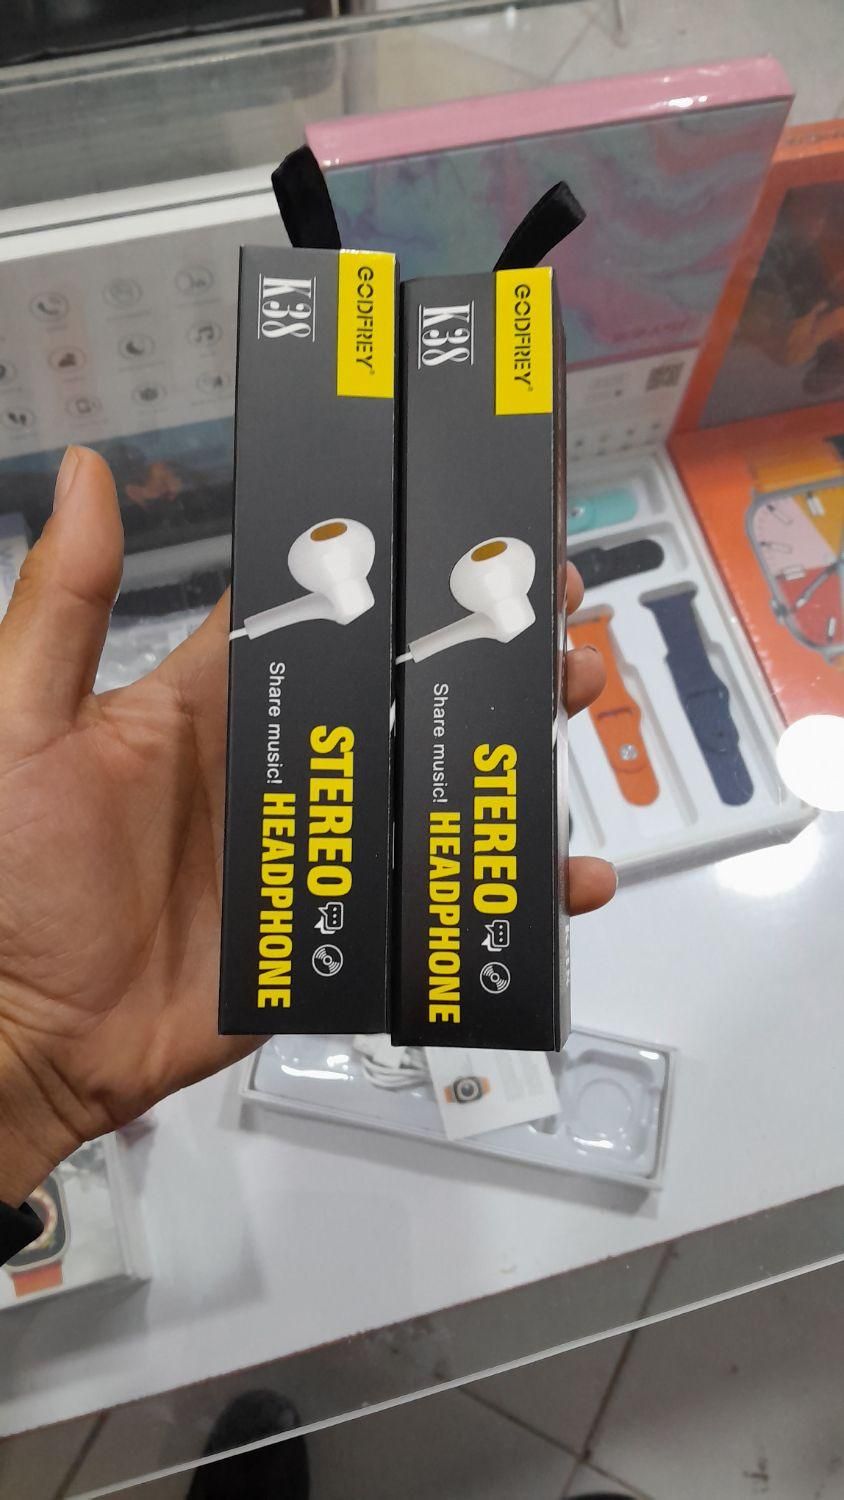 K38
GODFREY®
Share music!
STEREO
HEADPHONE
K38
GODFREY®
Share music!
STEREO
HEADPHONE